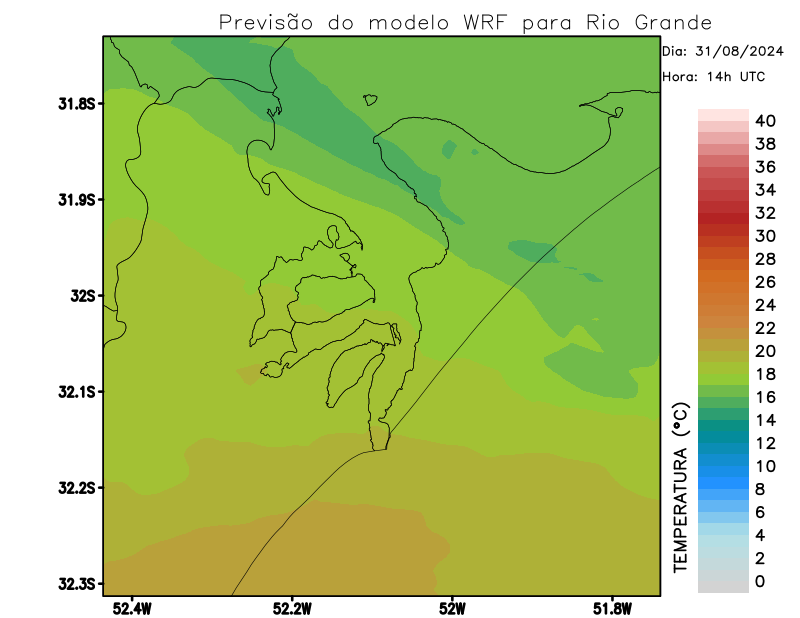 Previsão do modelo WRF para Rio Grande
Dia: 31/08/2024
Hora: 14h UTC
31.8S
31.9S
32S
32.1S
32.2S
32.3S
52.4W
52.2W
52W
51.8W
TEMPERATURA (°C)
40
38
36
34
32
30
28
26
24
22
20
18
16
14
12
10
8
6
4
2
0